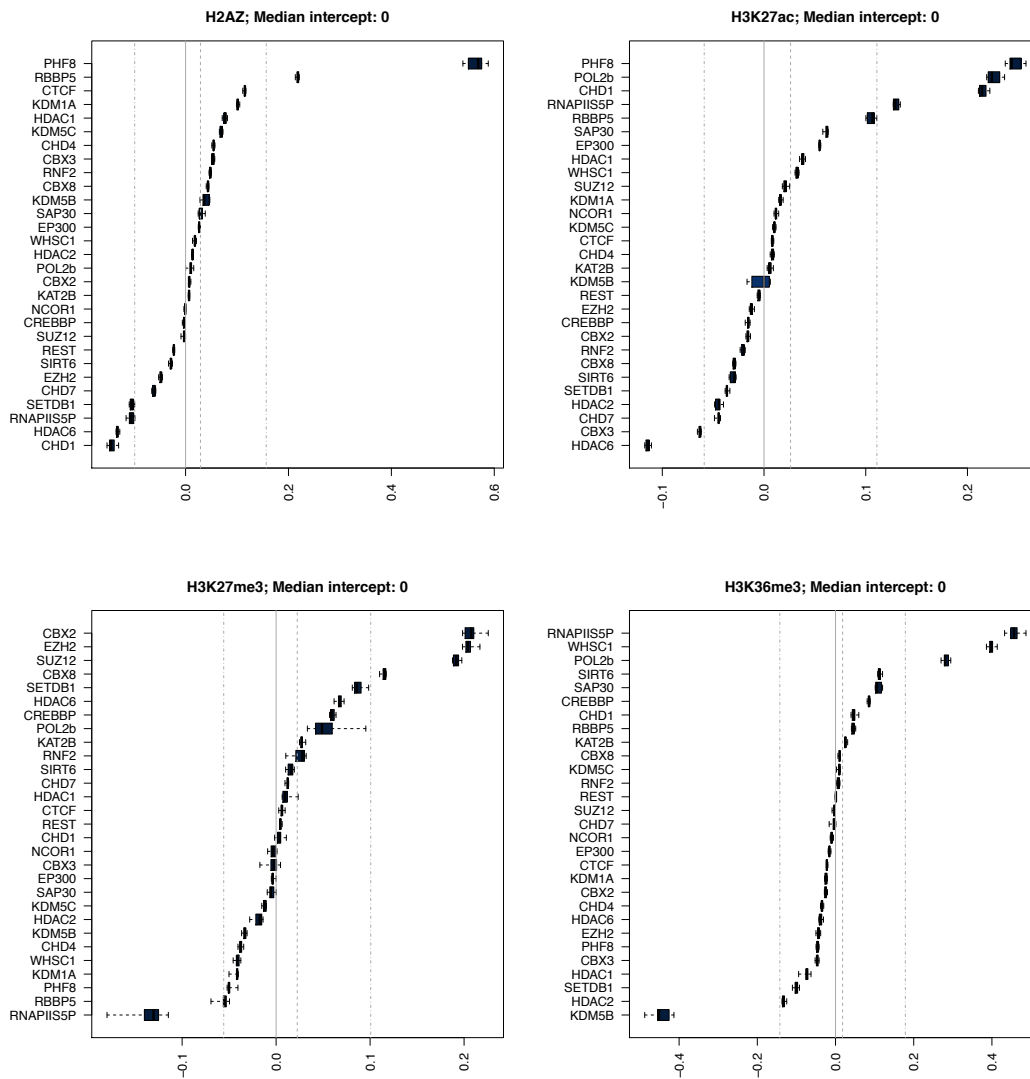 H2AZ; Median intercept: 0
PHF8
RBBP5
CTCF
KDM1A
HDAC1
KDM5C
CHD4
CBX3
RNF2
CBX8
KDM5B
SAP30
EP300
WHSC1
HDAC2
POL2b
CBX2
KAT2B
NCOR1
CREBBP
SUZ12
REST
SIRT6
EZH2
CHD7
SETDB1
RNAPIIS5P
HDAC6
CHD1
0.0
0.2
0.4
0.6
H3K27ac; Median intercept: 0
PHF8
POL2b
CHD1
RNAPIIS5P
RBBP5
SAP30
EP300
HDAC1
WHSC1
SUZ12
KDM1A
NCOR1
KDM5C
CTCF
CHD4
KAT2B
KDM5B
REST
EZH2
CREBBP
CBX2
RNF2
CBX8
SIRT6
SETDB1
HDAC2
CHD7
CBX3
HDAC6
−0.1
0.0
0.1
0.2
H3K27me3; Median intercept: 0
CBX2
EZH2
SUZ12
CBX8
SETDB1
HDAC6
CREBBP
POL2b
KAT2B
RNF2
SIRT6
CHD7
HDAC1
CTCF
REST
CHD1
NCOR1
CBX3
EP300
SAP30
KDM5C
HDAC2
KDM5B
CHD4
WHSC1
KDM1A
PHF8
RBBP5
RNAPIIS5P
−0.1
0.0
0.1
0.2
H3K36me3; Median intercept: 0
RNAPIIS5P
WHSC1
POL2b
SIRT6
SAP30
CREBBP
CHD1
RBBP5
KAT2B
CBX8
KDM5C
RNF2
REST
SUZ12
CHD7
NCOR1
EP300
CTCF
KDM1A
CBX2
CHD4
HDAC6
EZH2
PHF8
CBX3
HDAC1
SETDB1
HDAC2
KDM5B
−0.4
−0.2
0.0
0.2
0.4